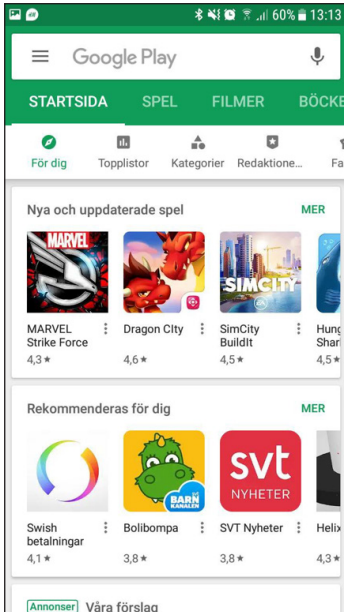 60% 13:13
Google Play
STARTSIDA SPEL FILMER BÖCKE
För dig Topplistor Kategorier Redaktione... Fa
Nya och uppdaterade spel MER
MARVEL
SIMCITY
EA
MARVEL Dragon CIty SimCity Hung
Strike Force BuildIt Shar
4,3★ 4,6★ 4,5★ 4,5★
Rekommenderas för dig MER
svt
BARN
KANALEN
svt
NYHETER
Swish Bolibompa SVT Nyheter Helix
betalningar
4,1★ 3,8★ 3,8★ 4,3★
Annonser Våra förslag